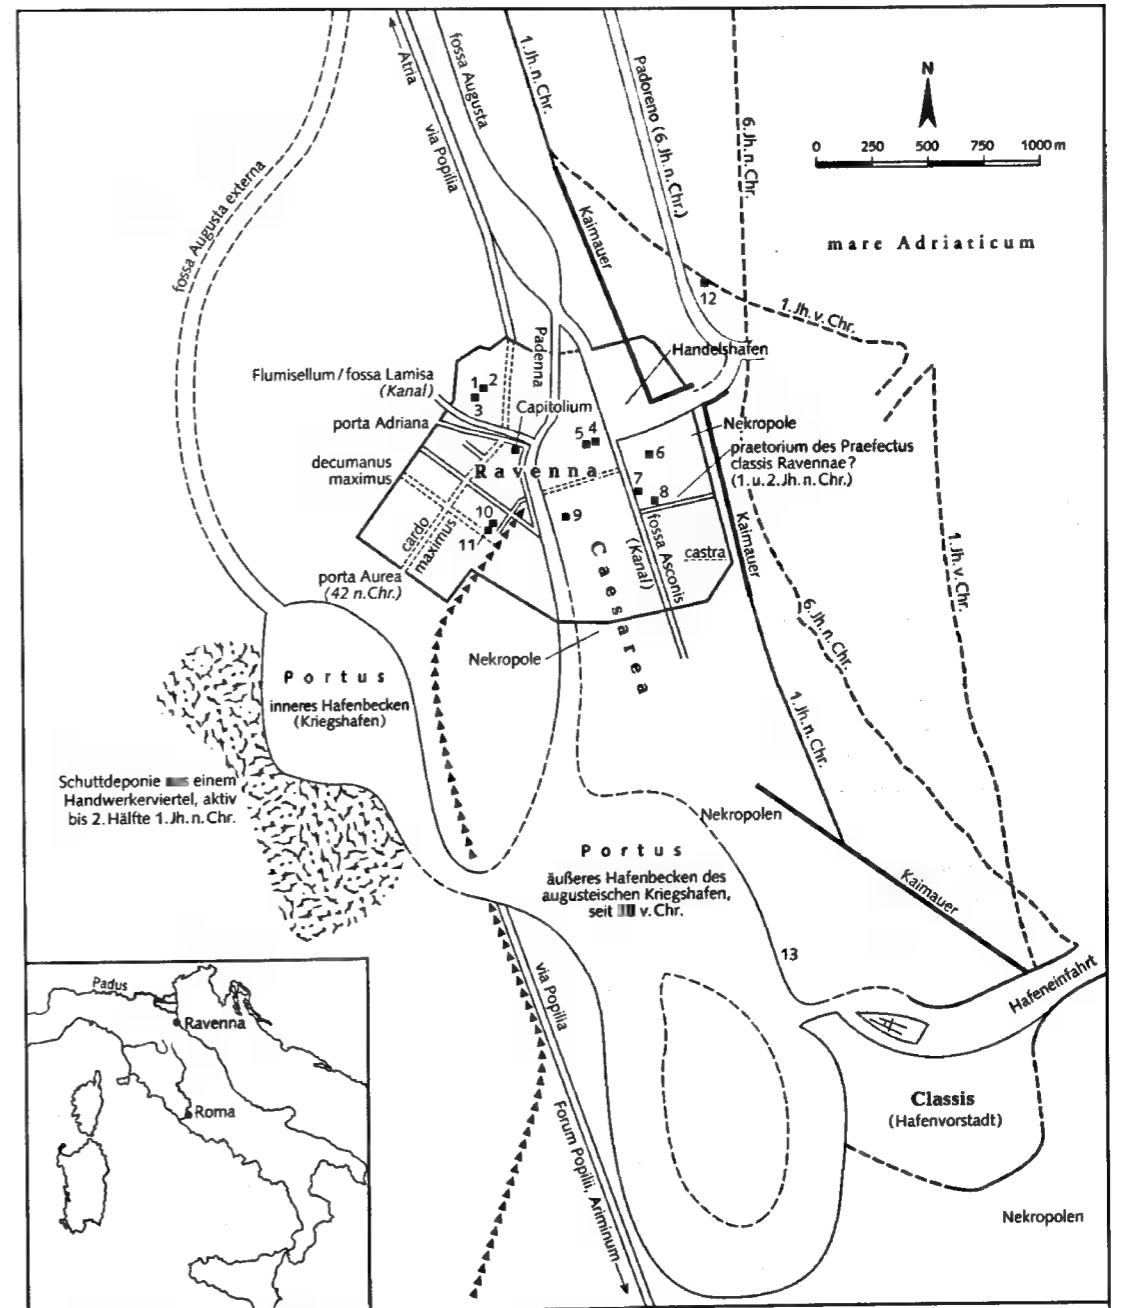 Atria
fossa Augusta
1. Jh. n. Chr.
Padoreno (6. Jh. n. Chr.)
6. Jh. n. Chr.
N
0 250 500 750 1000 m
via Popilia
fossa Augusta externa
Kaimauer
mare Adriaticum
12
1. Jh. v. Chr.
Padenna
Handelshafen
Flumisellum / fossa Lamisa
(Kanal)
1 2
3
Capitolium
porta Adriana
5 4
Nekropole
praetorium des Praefectus
classis Ravennae?
(1. u. 2. Jh. n. Chr.)
6
decumanus
maximus
Ravenna
7
8
10
11
9
cardo
maximus
fossa Asconis
(Kanal)
castra
Kaimauer
1. Jh. v. Chr.
porta Aurea
(42 n. Chr.)
Caesarea
6. Jh. n. Chr.
Nekropole
Portus
inneres Hafenbecken
(Kriegshafen)
1. Jh. n. Chr.
Schuttdeponie einem
Handwerkerviertel, aktiv
bis 2. Hälfte 1. Jh. n. Chr.
Nekropolen
Portus
äußeres Hafenbecken des
augusteischen Kriegshafen,
seit v. Chr.
Kaimauer
13
Hafeneinfahrt
via Popilia
Padus
Ravenna
Roma
Classis
(Hafenvorstadt)
Forum Popilii, Ariminum
Nekropolen